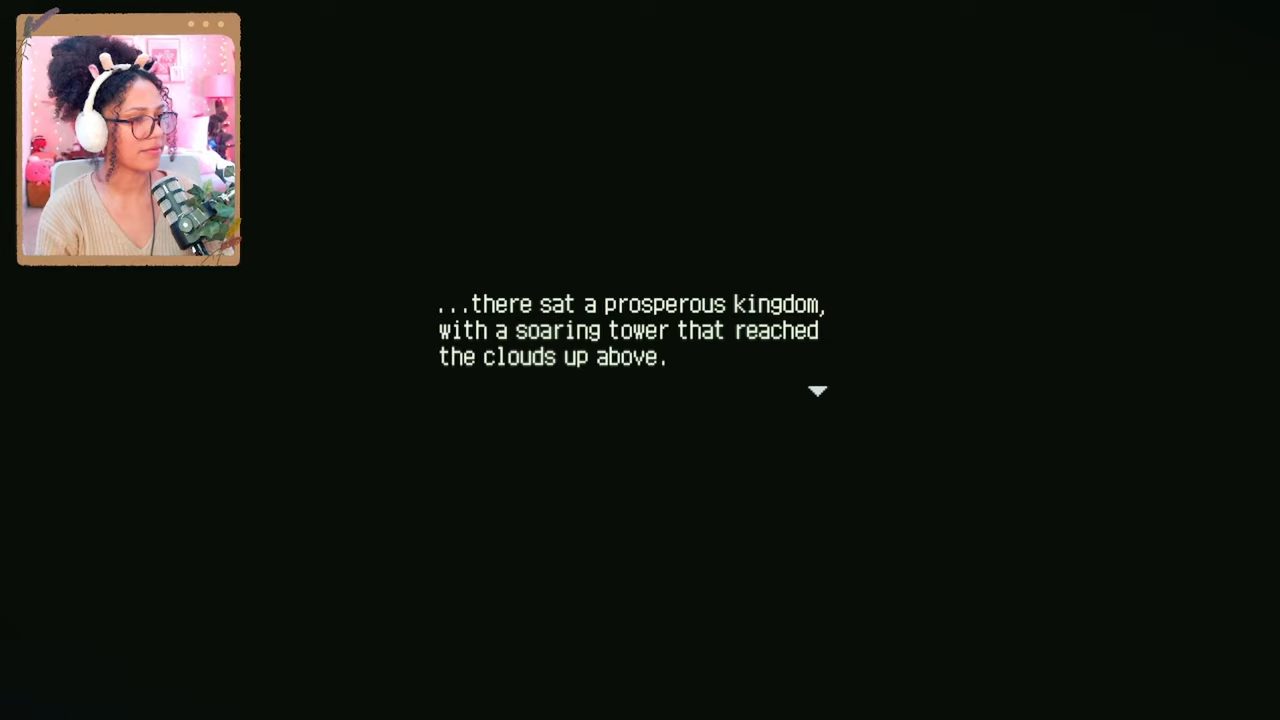 ...there sat a prosperous kingdom,
with a soaring tower that reached
the clouds up above.